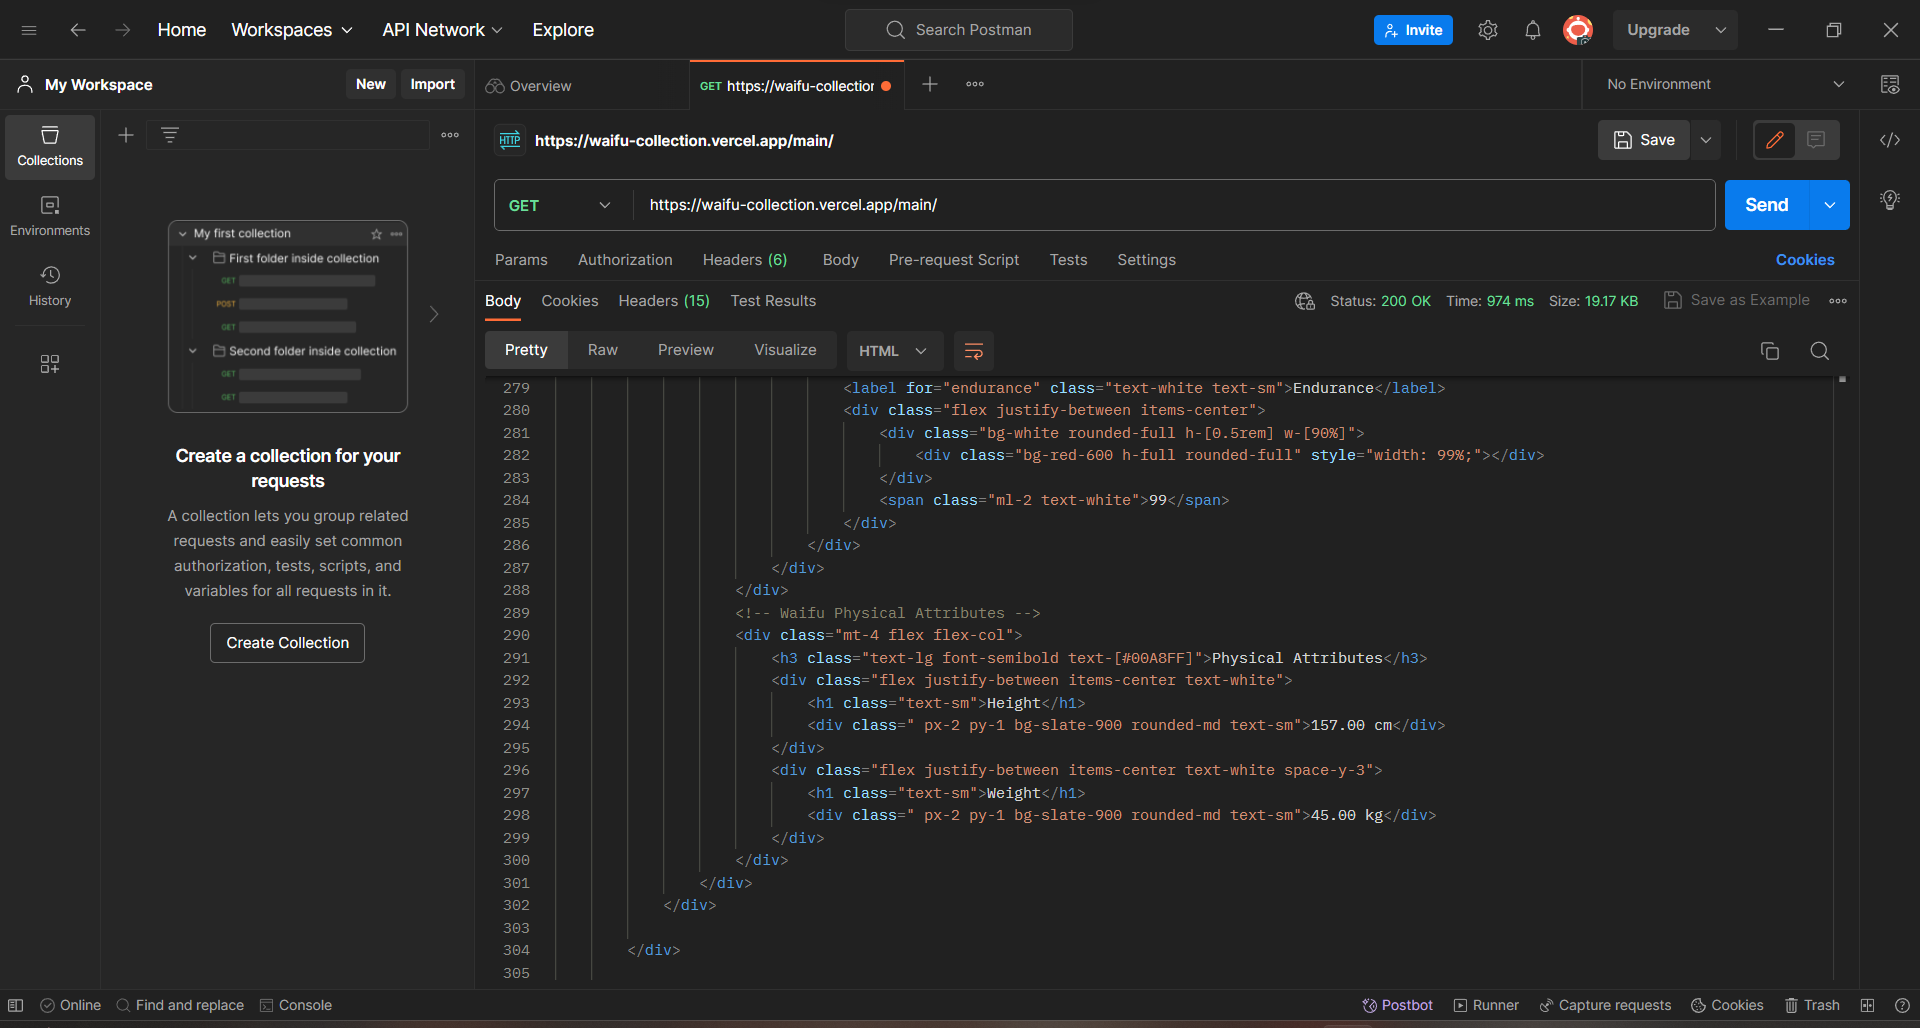 Home Workspaces API Network Explore Search Postman Invite Upgrade
My Workspace New Import Overview GET https://waifu-collection No Environment
https://waifu-collection.vercel.app/main/ Save
Collections
Environments
History
GET https://waifu-collection.vercel.app/main/ Send
Params Authorization Headers (6) Body Pre-request Script Tests Settings Cookies
Body Cookies Headers (15) Test Results Status: 200 OK Time: 974 ms Size: 19.17 KB Save as Example
Pretty Raw Preview Visualize HTML
My first collection
First folder inside collection
GET
POST
GET
Second folder inside collection
GET
GET
Create a collection for your
requests
A collection lets you group related
requests and easily set common
authorization, tests, scripts, and
variables for all requests in it.
Create Collection
279 <label for="endurance" class="text-white text-sm">Endurance</label>
280 <div class="flex justify-between items-center">
281 <div class="bg-white rounded-full h-[0.5rem] w-[90%]">
282 <div class="bg-red-600 h-full rounded-full" style="width: 99%;"></div>
283 </div>
284 <span class="ml-2 text-white">99</span>
285 </div>
286 </div>
287 </div>
288 </div>
289 <!-- Waifu Physical Attributes -->
290 <div class="mt-4 flex flex-col">
291 <h3 class="text-lg font-semibold text-[#00A8FF]">Physical Attributes</h3>
292 <div class="flex justify-between items-center text-white">
293 <h1 class="text-sm">Height</h1>
294 <div class=" px-2 py-1 bg-slate-900 rounded-md text-sm">157.00 cm</div>
295 </div>
296 <div class="flex justify-between items-center text-white space-y-3">
297 <h1 class="text-sm">Weight</h1>
298 <div class=" px-2 py-1 bg-slate-900 rounded-md text-sm">45.00 kg</div>
299 </div>
300 </div>
301 </div>
302 </div>
303
304 </div>
305
Online Find and replace Console Postbot Runner Capture requests Cookies Trash